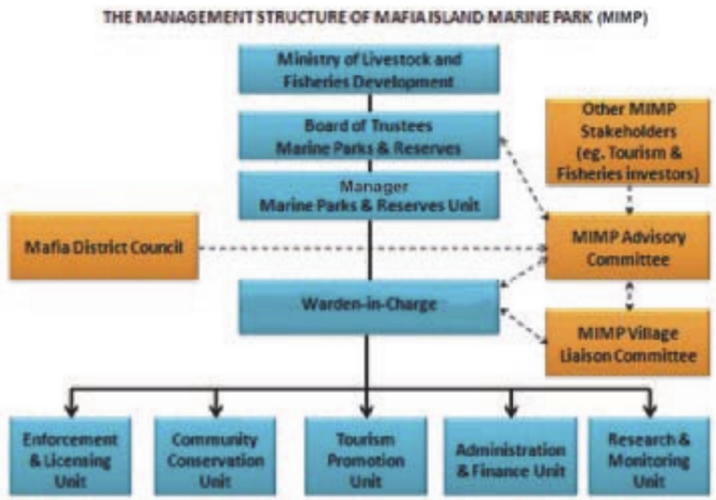 THE MANAGEMENT STRUCTURE OF MAFIA ISLAND MARINE PARK (MIMP)
Ministry of Livestock and
Fisheries Development
Board of Trustees
Marine Parks & Reserves
Manager
Marine Parks & Reserves Unit
Other MIMP
Stakeholders
(eg. Tourism &
Fisheries investors)
Mafia District Council
MIMP Advisory
Committee
Warden-in-Charge
MIMP Village
Liaison Committee
Enforcement
& Licensing
Unit
Community
Conservation
Unit
Tourism
Promotion
Unit
Administration
& Finance Unit
Research &
Monitoring
Unit